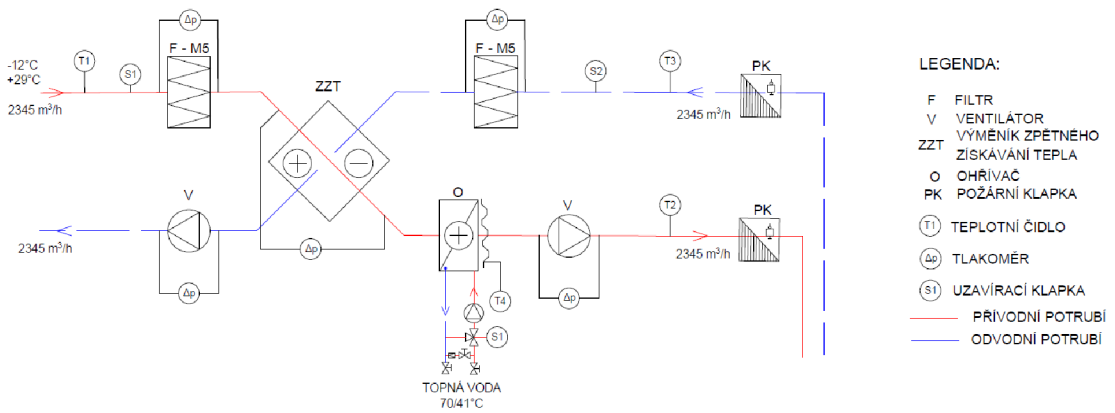 Δp
Δp
F - M5
F - M5
-12°C
+29°C
T1
S1
ZZT
S2
T3
PK
2345 m³/h
2345 m³/h
V
O
V
T2
PK
2345 m³/h
Δp
2345 m³/h
Δp
T4
Δp
S1
TOPNÁ VODA
70/41°C
LEGENDA:
F FILTR
V VENTILÁTOR
ZZT VÝMĚNÍK ZPĚTNÉHO
ZÍSKÁVÁNÍ TEPLA
O OHŘÍVAČ
PK POŽÁRNÍ KLAPKA
T1 TEPLOTNÍ ČIDLO
Δp TLAKOMĚR
S1 UZAVÍRACÍ KLAPKA
PŘÍVODNÍ POTRUBÍ
ODVODNÍ POTRUBÍ